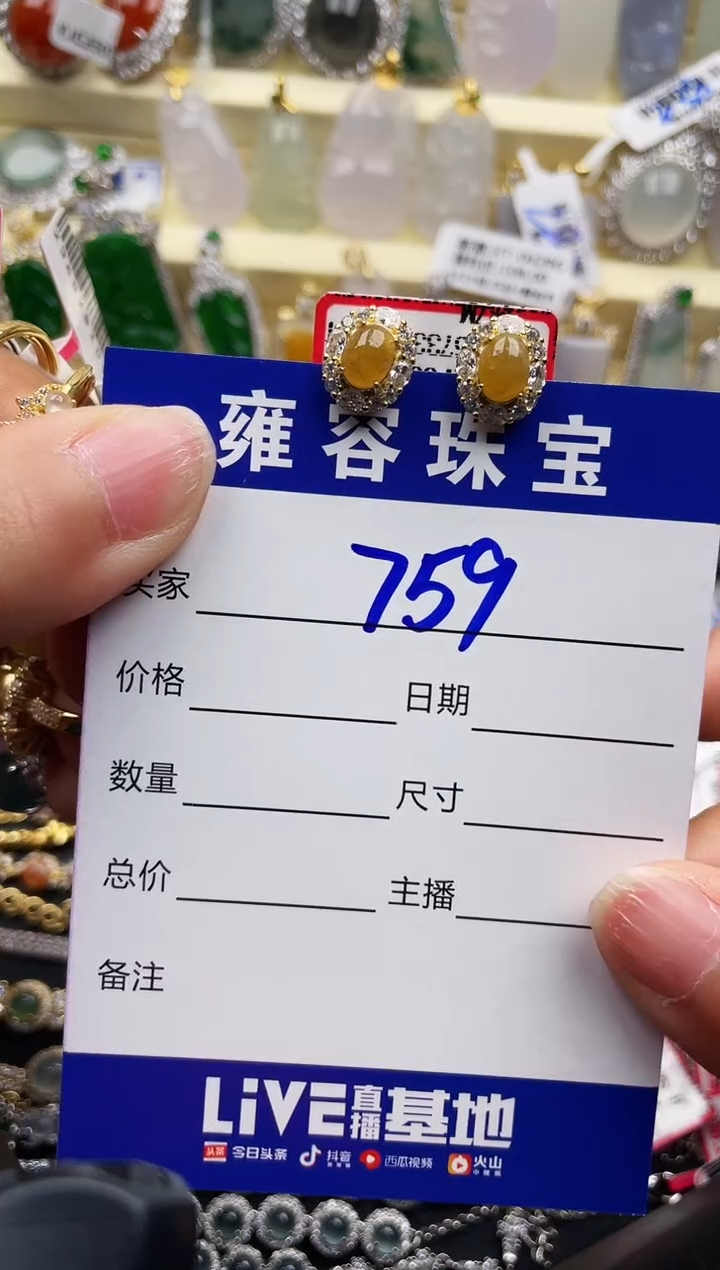 雍容珠宝
买家 759
价格 日期
数量 尺寸
总价 主播
备注
LiVE直播基地
头条 今日头条 抖音 西瓜视频 火山